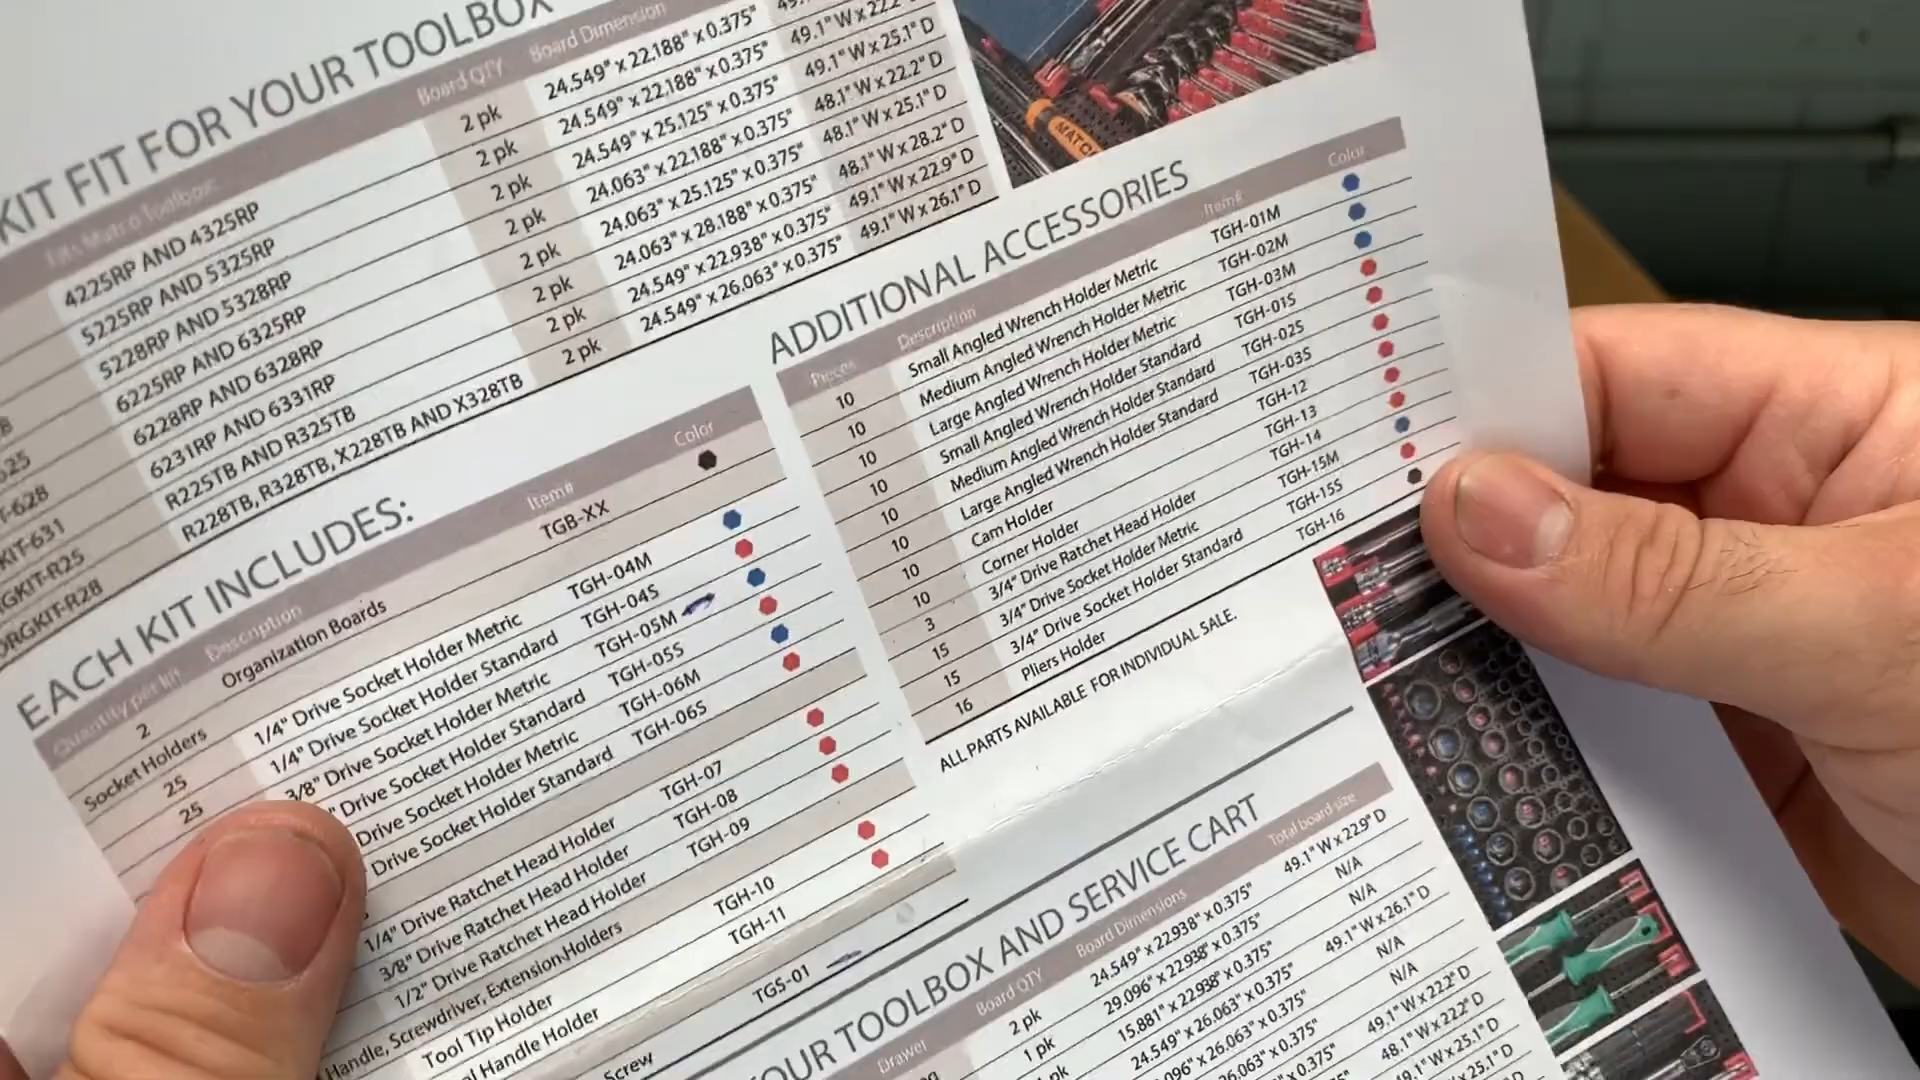 KIT FIT FOR YOUR TOOLBOX
Fits Matco Toolbox: Board QTY Board Dimension
4225RP AND 4325RP 2 pk 24.549" x 22.188" x 0.375"
5225RP AND 5325RP 2 pk 24.549" x 22.188" x 0.375" 49.1" W x 22.2" D
5228RP AND 5328RP 2 pk 24.549" x 25.125" x 0.375" 49.1" W x 25.1" D
6225RP AND 6325RP 2 pk 24.063" x 22.188" x 0.375" 48.1" W x 22.2" D
6228RP AND 6328RP 2 pk 24.063" x 25.125" x 0.375" 48.1" W x 25.1" D
6231RP AND 6331RP 2 pk 24.063" x 28.188" x 0.375" 48.1" W x 28.2" D
R225TB AND R325TB 2 pk 24.549" x 22.938" x 0.375" 49.1" W x 22.9" D
R228TB, R328TB, X228TB AND X328TB 2 pk 24.549" x 26.063" x 0.375" 49.1" W x 26.1" D
MATCO
EACH KIT INCLUDES:
Quantity per kit Description Item# Color
2 Organization Boards TGB-XX
Socket Holders
25 1/4" Drive Socket Holder Metric TGH-04M
25 1/4" Drive Socket Holder Standard TGH-04S
3/8" Drive Socket Holder Metric TGH-05M
Drive Socket Holder Standard TGH-05S
Drive Socket Holder Metric TGH-06M
Drive Socket Holder Standard TGH-06S
1/4" Drive Ratchet Head Holder TGH-07
3/8" Drive Ratchet Head Holder TGH-08
1/2" Drive Ratchet Head Holder TGH-09
Handle, Screwdriver, Extension Holders
Tool Tip Holder TGH-10
Handle Holder TGH-11
Screw TGS-01
ADDITIONAL ACCESSORIES
Pieces Description Item# Color
10 Small Angled Wrench Holder Metric TGH-01M
10 Medium Angled Wrench Holder Metric TGH-02M
10 Large Angled Wrench Holder Metric TGH-03M
10 Small Angled Wrench Holder Standard TGH-01S
10 Medium Angled Wrench Holder Standard TGH-02S
10 Large Angled Wrench Holder Standard TGH-03S
10 Cam Holder TGH-12
10 Corner Holder TGH-13
3 3/4" Drive Ratchet Head Holder TGH-14
15 3/4" Drive Socket Holder Metric TGH-15M
15 3/4" Drive Socket Holder Standard TGH-15S
16 Pliers Holder TGH-16
ALL PARTS AVAILABLE FOR INDIVIDUAL SALE.
YOUR TOOLBOX AND SERVICE CART
Drawer Board QTY Board Dimensions Total board size
2 pk 24.549" x 22.938" x 0.375" 49.1" W x 22.9" D
1 pk 29.096" x 22.938" x 0.375" N/A
15.881" x 22.938" x 0.375" N/A
24.549" x 26.063" x 0.375" 49.1" W x 26.1" D
26.063" x 0.375" N/A
26.063" x 0.375" N/A
49.1" W x 22.2" D
48.1" W x 22.2" D
49.1" W x 25.1" D